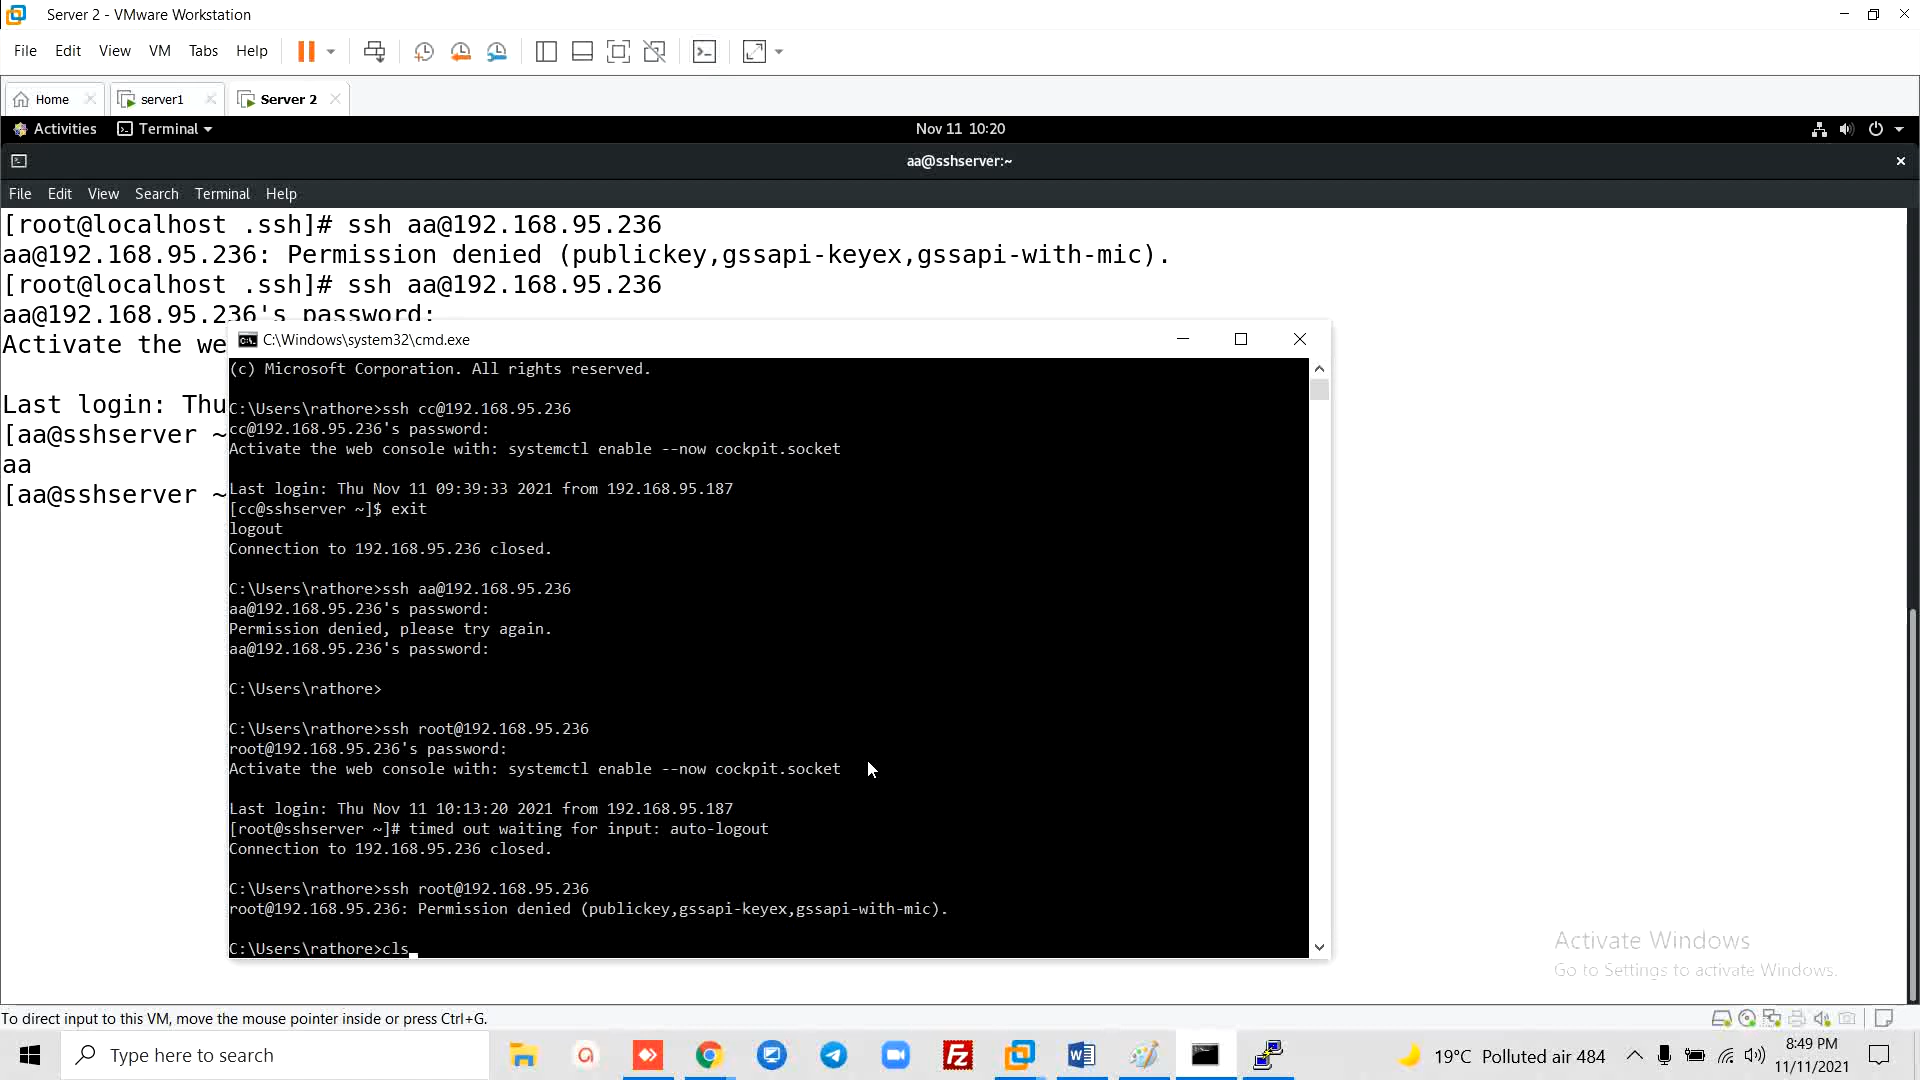 Server 2 - VMware Workstation
File Edit View VM Tabs Help
Home server1 Server 2
Activities Terminal Nov 11 10:20
aa@sshserver:~
File Edit View Search Terminal Help
[root@localhost .ssh]# ssh aa@192.168.95.236
aa@192.168.95.236: Permission denied (publickey,gssapi-keyex,gssapi-with-mic).
[root@localhost .ssh]# ssh aa@192.168.95.236
aa@192.168.95.236's password:
Activate the we
Last login: Thu
[aa@sshserver ~
aa
[aa@sshserver ~
C:\Windows\system32\cmd.exe
(c) Microsoft Corporation. All rights reserved.
C:\Users\rathore>ssh cc@192.168.95.236
cc@192.168.95.236's password:
Activate the web console with: systemctl enable --now cockpit.socket
Last login: Thu Nov 11 09:39:33 2021 from 192.168.95.187
[cc@sshserver ~]$ exit
logout
Connection to 192.168.95.236 closed.
C:\Users\rathore>ssh aa@192.168.95.236
aa@192.168.95.236's password:
Permission denied, please try again.
aa@192.168.95.236's password:
C:\Users\rathore>
C:\Users\rathore>ssh root@192.168.95.236
root@192.168.95.236's password:
Activate the web console with: systemctl enable --now cockpit.socket
Last login: Thu Nov 11 10:13:20 2021 from 192.168.95.187
[root@sshserver ~]# timed out waiting for input: auto-logout
Connection to 192.168.95.236 closed.
C:\Users\rathore>ssh root@192.168.95.236
root@192.168.95.236: Permission denied (publickey,gssapi-keyex,gssapi-with-mic).
C:\Users\rathore>cls
Activate Windows
Go to Settings to activate Windows.
To direct input to this VM, move the mouse pointer inside or press Ctrl+G.
Type here to search
19°C Polluted air 484
8:49 PM
11/11/2021